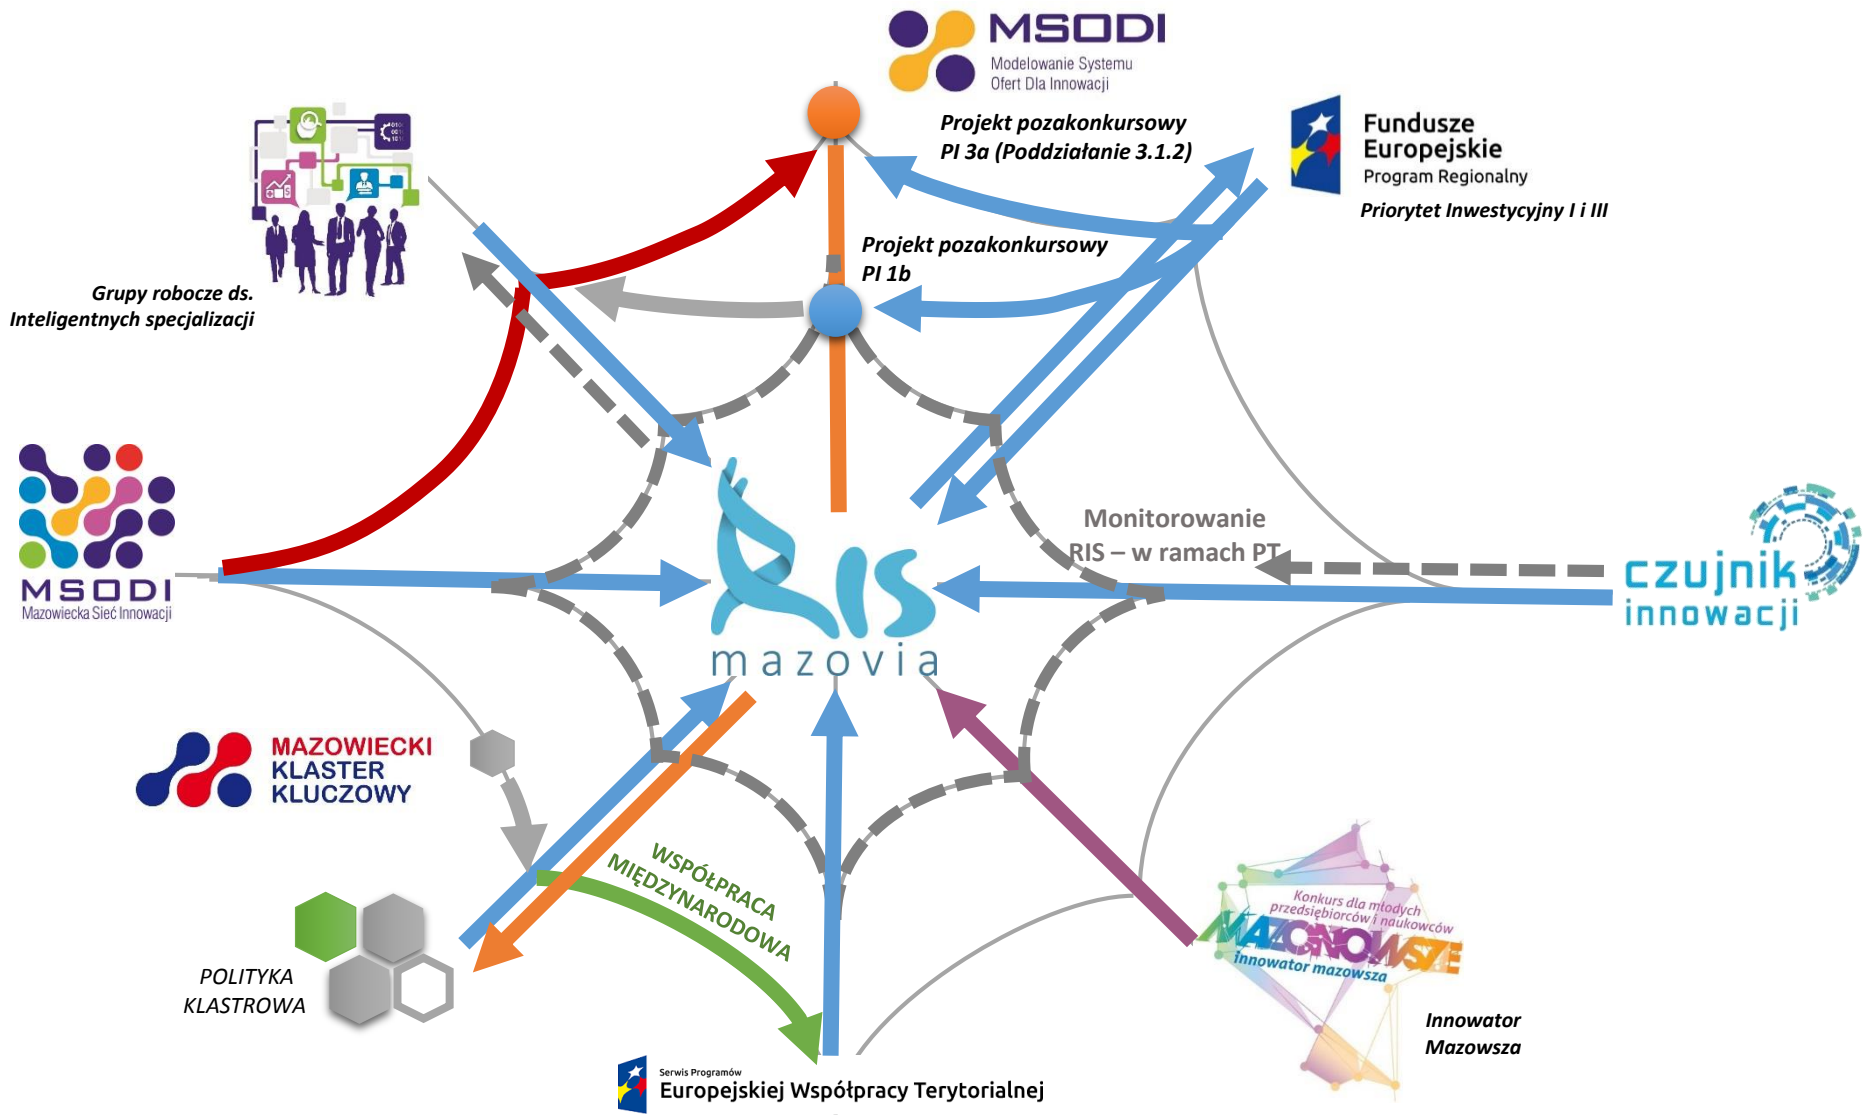 MSODI
Modelowanie Systemu
Ofert Dla Innowacji
Projekt pozakonkursowy
PI 3a (Poddziałanie 3.1.2)
Fundusze
Europejskie
Program Regionalny
Priorytet Inwestycyjny I i III
Projekt pozakonkursowy
PI 1b
Grupy robocze ds.
Inteligentnych specjalizacji
MSODI
Mazowiecka Sieć Innowacji
Monitorowanie
RIS – w ramach PT
czujnik
innowacji
RIS
mazovia
MAZOWIECKI
KLASTER
KLUCZOWY
WSPÓŁPRACA
MIĘDZYNARODOWA
POLITYKA
KLASTROWA
Konkurs dla młodych
przedsiębiorców i naukowców
MAZONOWSZE
innowator mazowsza
Innowator
Mazowsza
Serwis Programów
Europejskiej Współpracy Terytorialnej